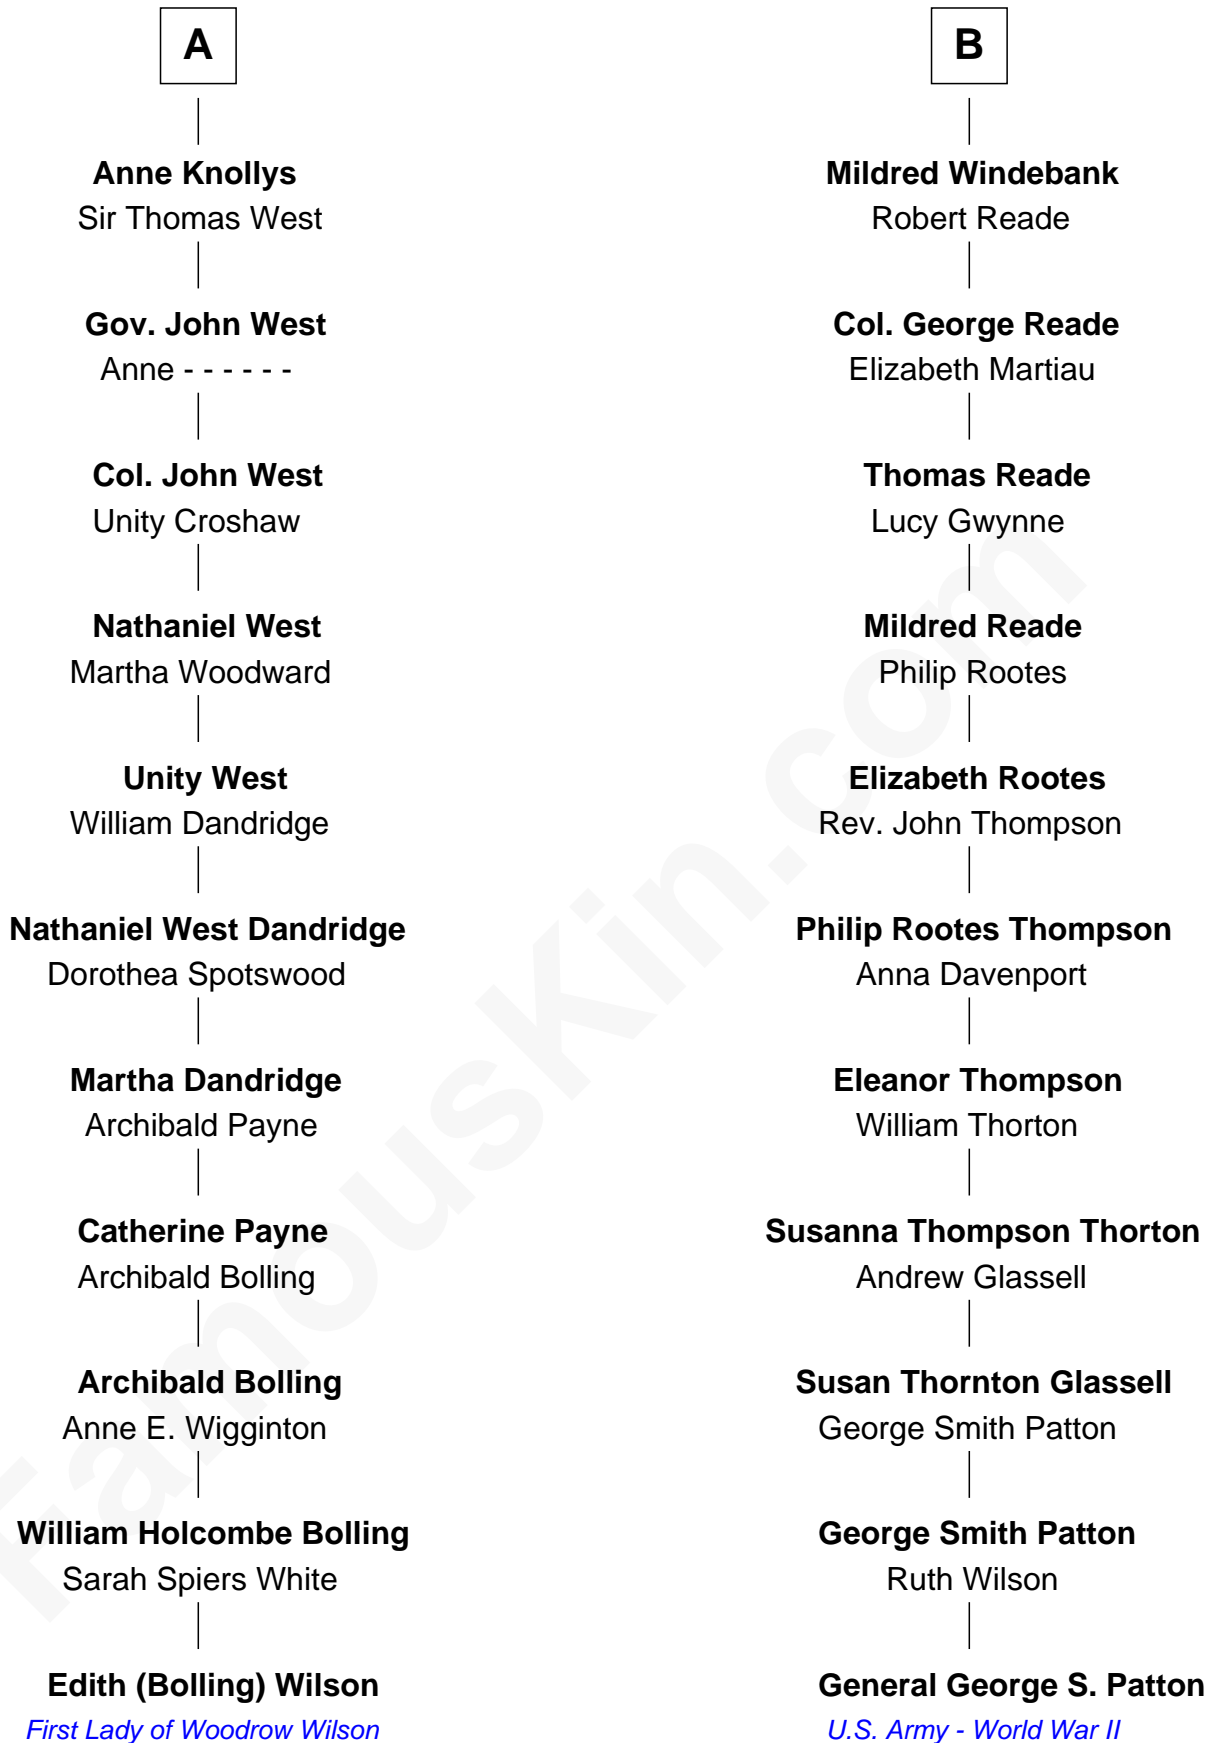 A
Anne Knollys
Sir Thomas West
Gov. John West
Anne - - - - - -
Col. John West
Unity Croshaw
Nathaniel West
Martha Woodward
Unity West
William Dandridge
Nathaniel West Dandridge
Dorothea Spotswood
Martha Dandridge
Archibald Payne
Catherine Payne
Archibald Bolling
Archibald Bolling
Anne E. Wigginton
William Holcombe Bolling
Sarah Spiers White
Edith (Bolling) Wilson
First Lady of Woodrow Wilson
B
Mildred Windebank
Robert Reade
Col. George Reade
Elizabeth Martiau
Thomas Reade
Lucy Gwynne
Mildred Reade
Philip Rootes
Elizabeth Rootes
Rev. John Thompson
Philip Rootes Thompson
Anna Davenport
Eleanor Thompson
William Thorton
Susanna Thompson Thorton
Andrew Glassell
Susan Thornton Glassell
George Smith Patton
George Smith Patton
Ruth Wilson
General George S. Patton
U.S. Army - World War II
FamousKin.com